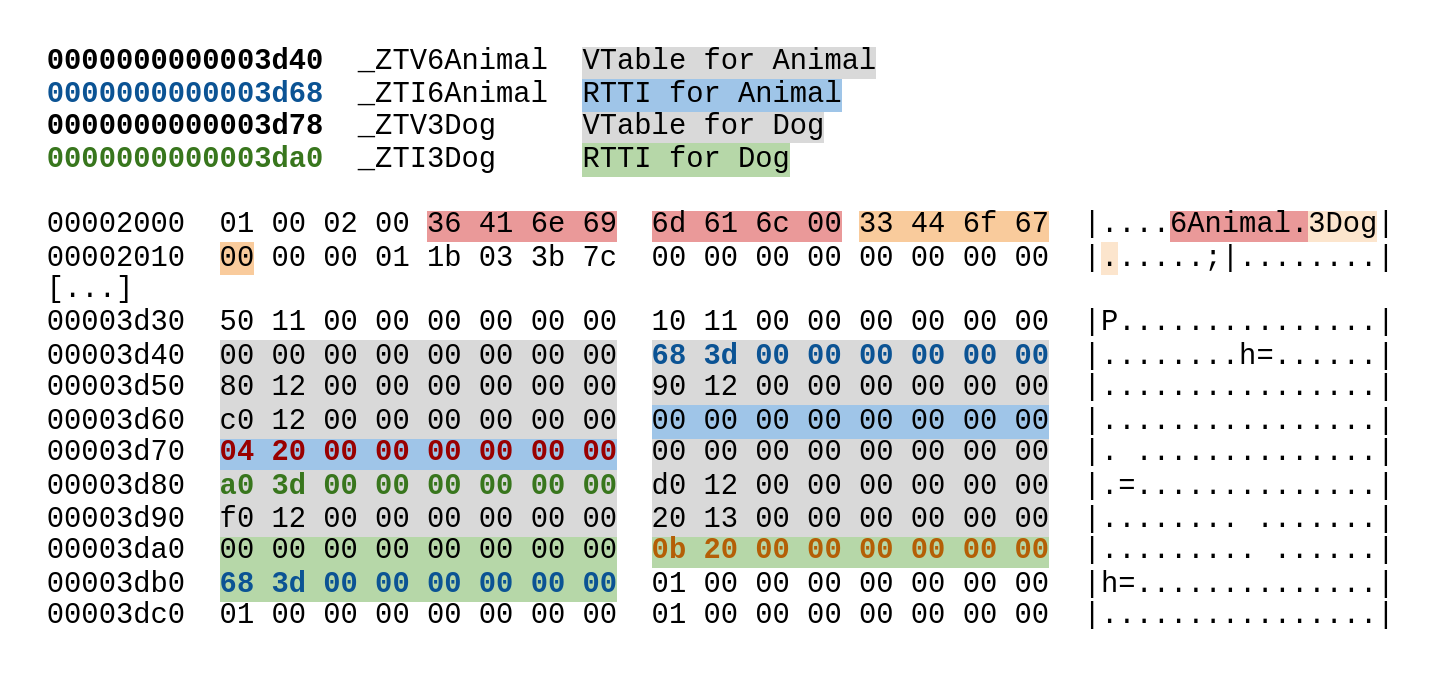 0000000000003d40  _ZTV6Animal  VTable for Animal
0000000000003d68  _ZTI6Animal  RTTI for Animal
0000000000003d78  _ZTV3Dog     VTable for Dog
0000000000003da0  _ZTI3Dog     RTTI for Dog
00002000  01 00 02 00 36 41 6e 69  6d 61 6c 00 33 44 6f 67  |....6Animal.3Dog|
00002010  00 00 00 01 1b 03 3b 7c  00 00 00 00 00 00 00 00  |......;|........|
[...]
00003d30  50 11 00 00 00 00 00 00  10 11 00 00 00 00 00 00  |P...............|
00003d40  00 00 00 00 00 00 00 00  68 3d 00 00 00 00 00 00  |........h=......|
00003d50  80 12 00 00 00 00 00 00  90 12 00 00 00 00 00 00  |................|
00003d60  c0 12 00 00 00 00 00 00  00 00 00 00 00 00 00 00  |................|
00003d70  04 20 00 00 00 00 00 00  00 00 00 00 00 00 00 00  |. ..............|
00003d80  a0 3d 00 00 00 00 00 00  d0 12 00 00 00 00 00 00  |.=..............|
00003d90  f0 12 00 00 00 00 00 00  20 13 00 00 00 00 00 00  |........ .......|
00003da0  00 00 00 00 00 00 00 00  0b 20 00 00 00 00 00 00  |......... ......|
00003db0  68 3d 00 00 00 00 00 00  01 00 00 00 00 00 00 00  |h=..............|
00003dc0  01 00 00 00 00 00 00 00  01 00 00 00 00 00 00 00  |................|